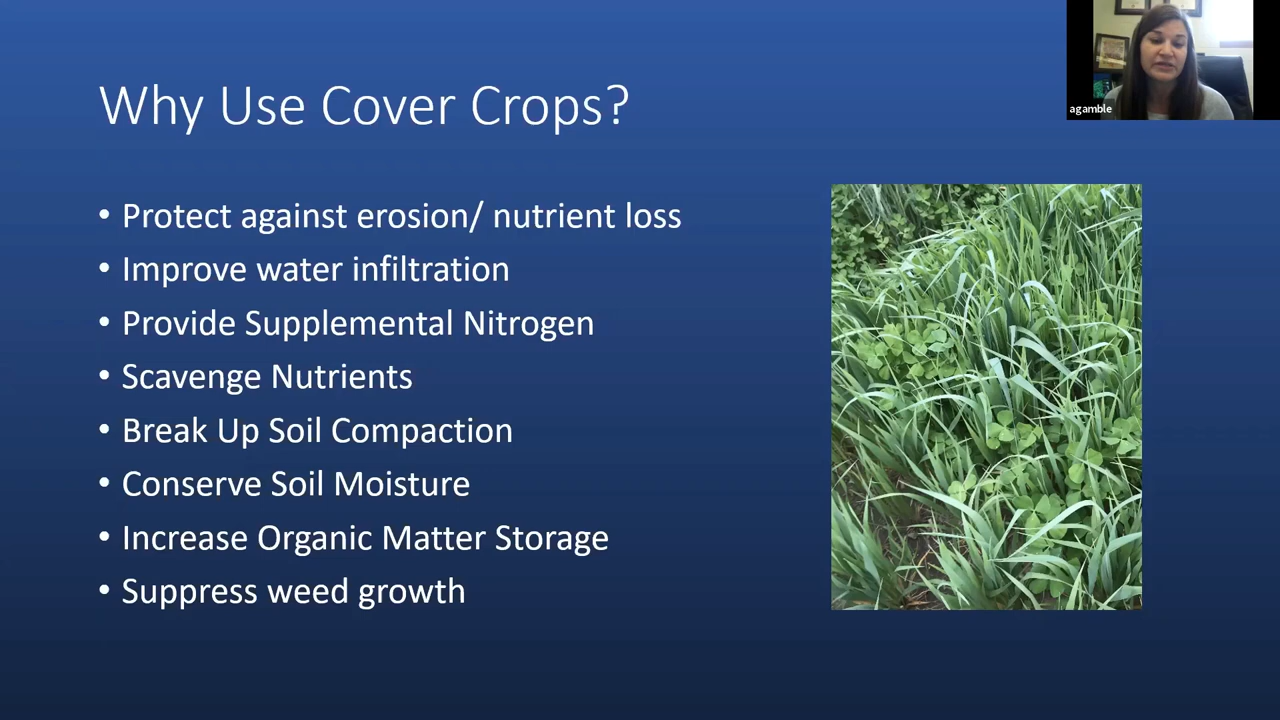 Why Use Cover Crops?
agamble
• Protect against erosion/ nutrient loss
• Improve water infiltration
• Provide Supplemental Nitrogen
• Scavenge Nutrients
• Break Up Soil Compaction
• Conserve Soil Moisture
• Increase Organic Matter Storage
• Suppress weed growth